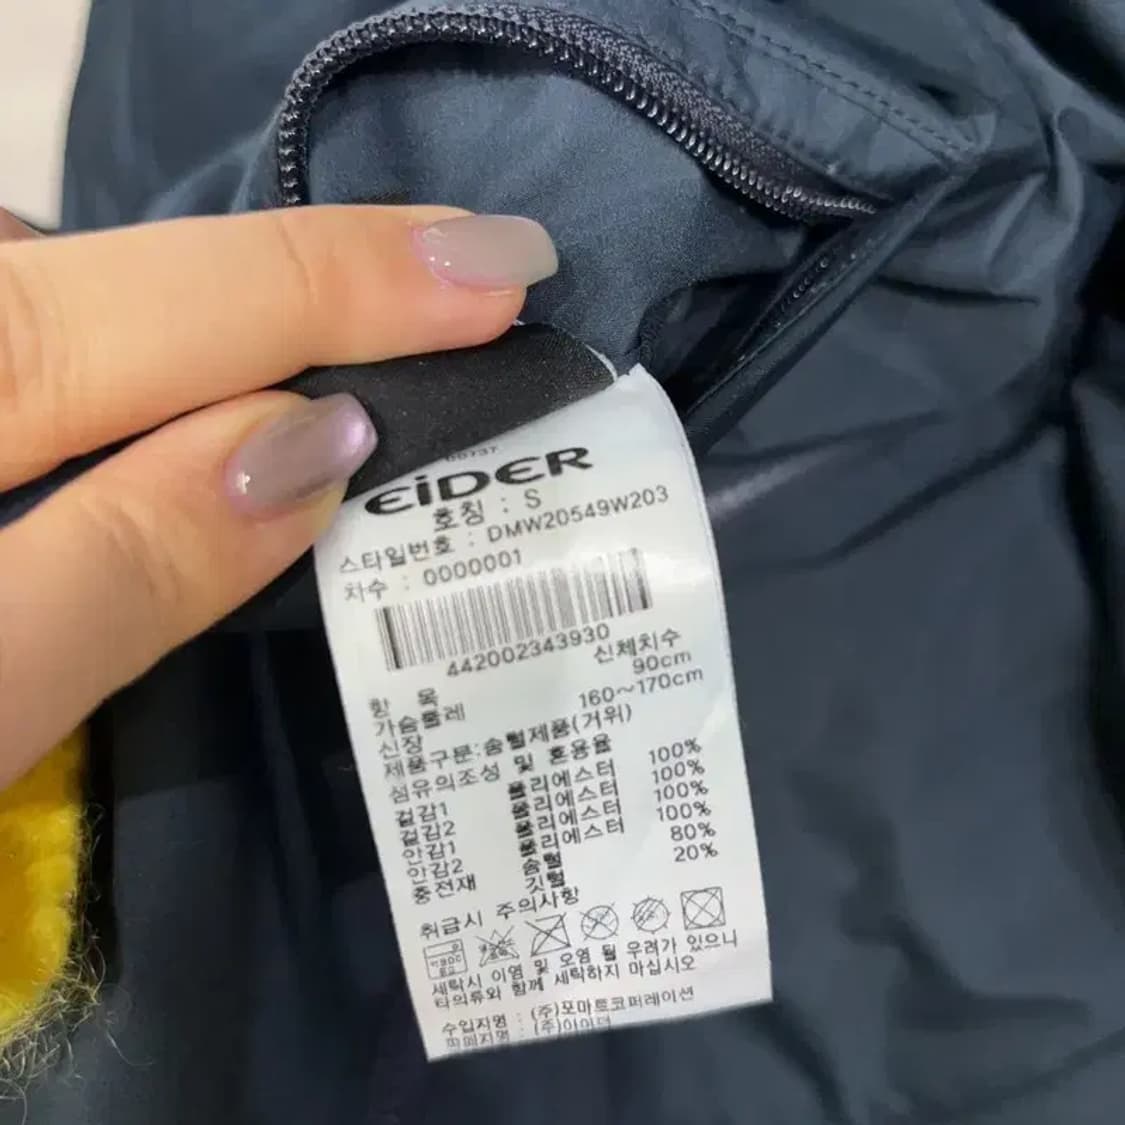 EiDER
호칭 : S
스타일번호 : DMW20549W203
차수 : 0000001
442002343930
항 목 신체치수
가슴둘레 90cm
신장 160~170cm
제품구분:솜털제품(거위)
섬유의조성 및 혼용율
겉감1 폴리에스터 100%
겉감2 폴리에스터 100%
안감1 폴리에스터 100%
안감2 폴리에스터 100%
충전재 솜털 80%
깃털 20%
취급시 주의사항
세탁시 이염 및 오염 될 우려가 있으니
타의류와 함께 세탁하지 마십시오
수입자명 : (주)포마트코퍼레이션